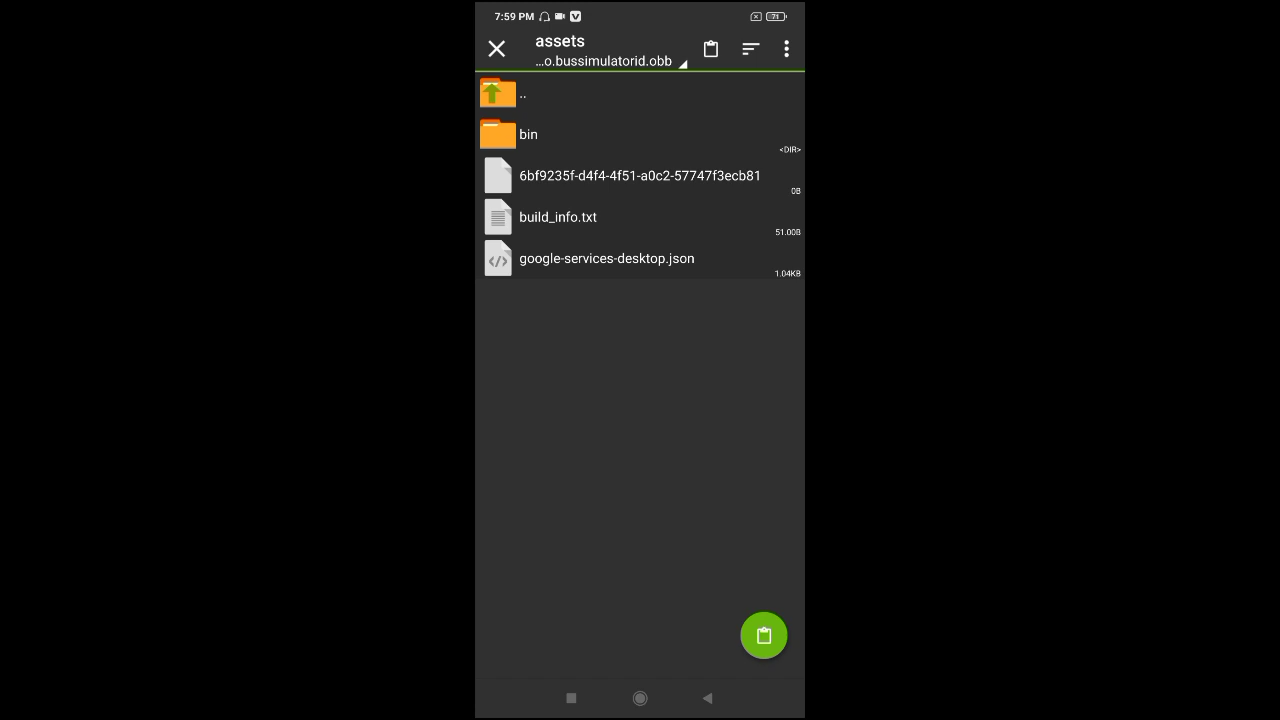 7:59 PM
71
assets
...o.bussimulatorid.obb
..
bin
<DIR>
6bf9235f-d4f4-4f51-a0c2-57747f3ecb81
0B
build_info.txt
51.00B
google-services-desktop.json
1.04KB